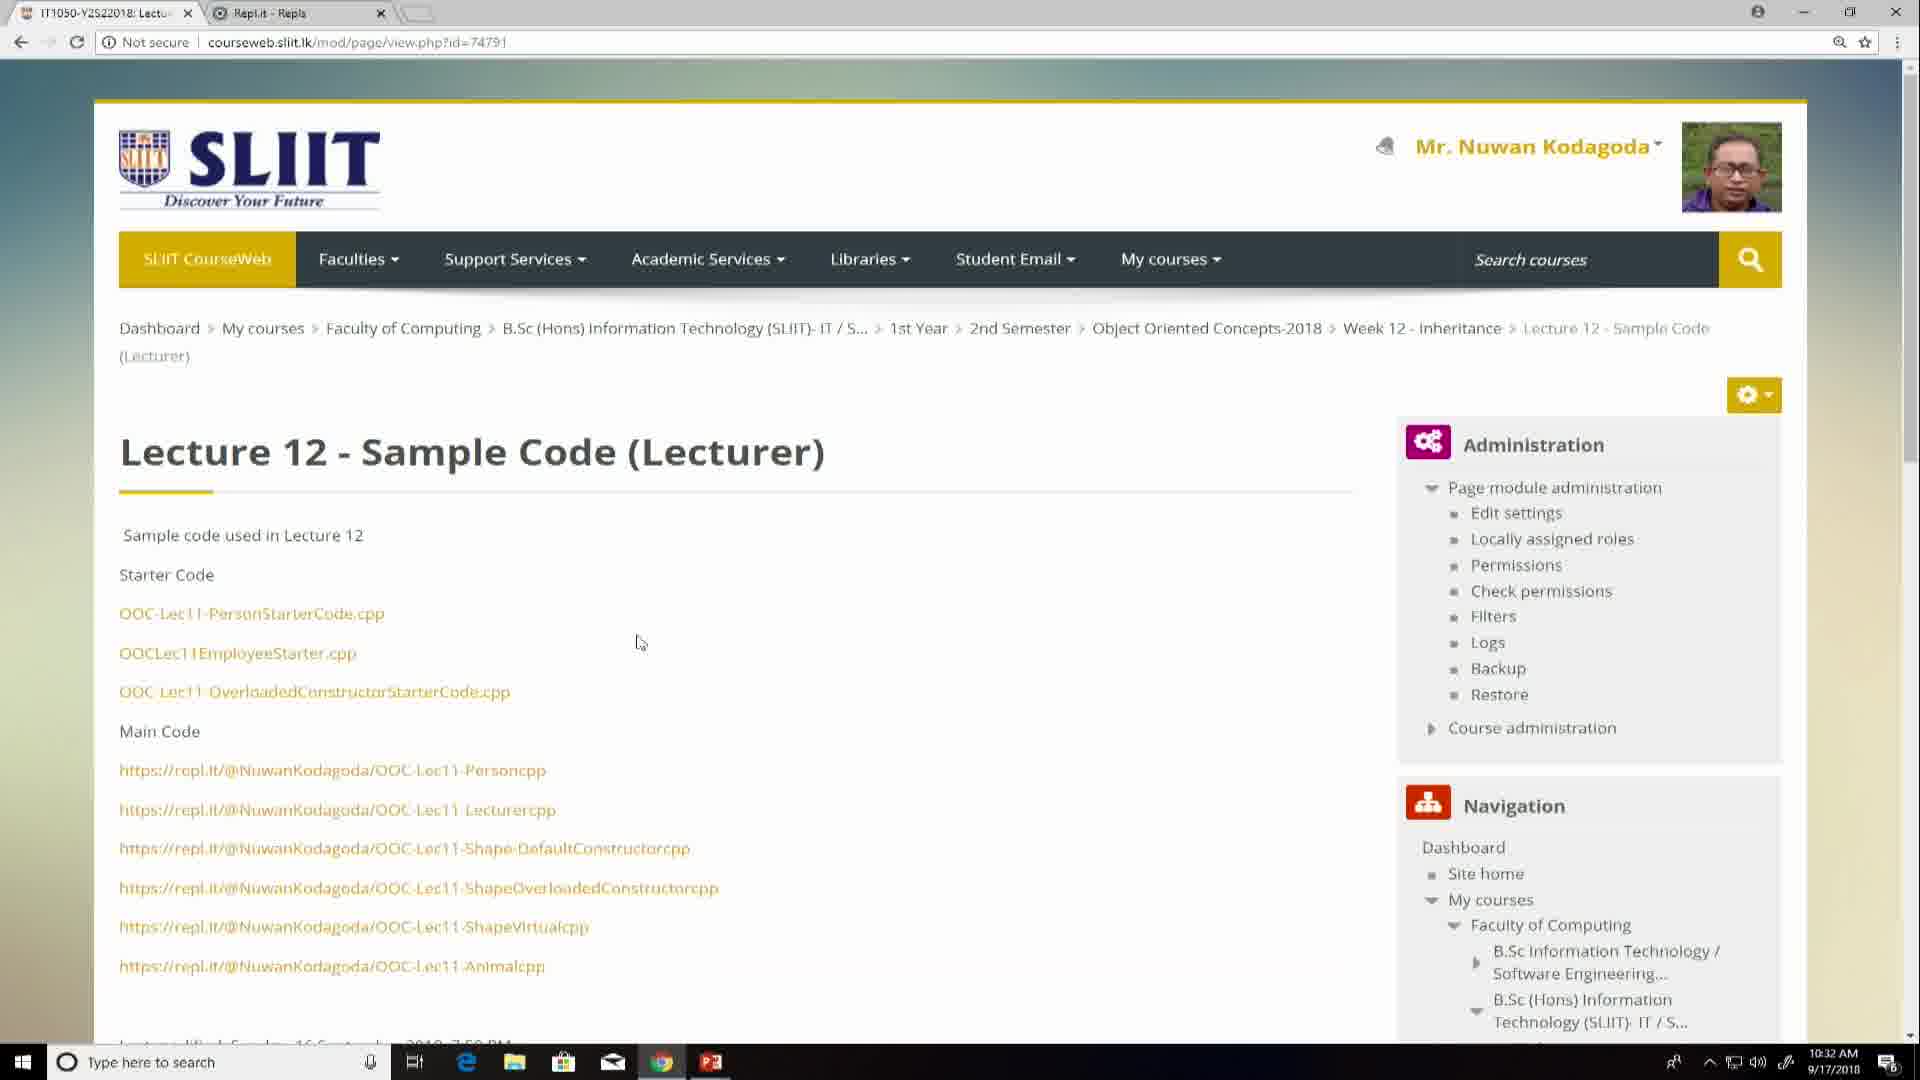 IT1050-Y2S22018: Lectu
Repl.it - Repls
Not secure
courseweb.sliit.lk/mod/page/view.php?id=74791
SLIIT
SLIIT
Discover Your Future
Mr. Nuwan Kodagoda
SLIIT CourseWeb
Faculties
Support Services
Academic Services
Libraries
Student Email
My courses
Search courses
Dashboard > My courses > Faculty of Computing > B.Sc (Hons) Information Technology (SLIIT)- IT / S... > 1st Year > 2nd Semester > Object Oriented Concepts-2018 > Week 12 - Inheritance > Lecture 12 - Sample Code
(Lecturer)
Lecture 12 - Sample Code (Lecturer)
Sample code used in Lecture 12
Starter Code
OOC-Lec11-PersonStarterCode.cpp
OOCLec11EmployeeStarter.cpp
OOC-Lec11-OverloadedConstructorStarterCode.cpp
Main Code
https://repl.it/@NuwanKodagoda/OOC-Lec11-Personcpp
https://repl.it/@NuwanKodagoda/OOC-Lec11-Lecturercpp
https://repl.it/@NuwanKodagoda/OOC-Lec11-Shape-DefaultConstructorcpp
https://repl.it/@NuwanKodagoda/OOC-Lec11-ShapeOverloadedConstructorcpp
https://repl.it/@NuwanKodagoda/OOC-Lec11-ShapeVirtualcpp
https://repl.it/@NuwanKodagoda/OOC-Lec11-Animalcpp
Administration
Page module administration
Edit settings
Locally assigned roles
Permissions
Check permissions
Filters
Logs
Backup
Restore
Course administration
Navigation
Dashboard
Site home
My courses
Faculty of Computing
B.Sc Information Technology /
Software Engineering...
B.Sc (Hons) Information
Technology (SLIIT)- IT / S...
Type here to search
10:32 AM
9/17/2018